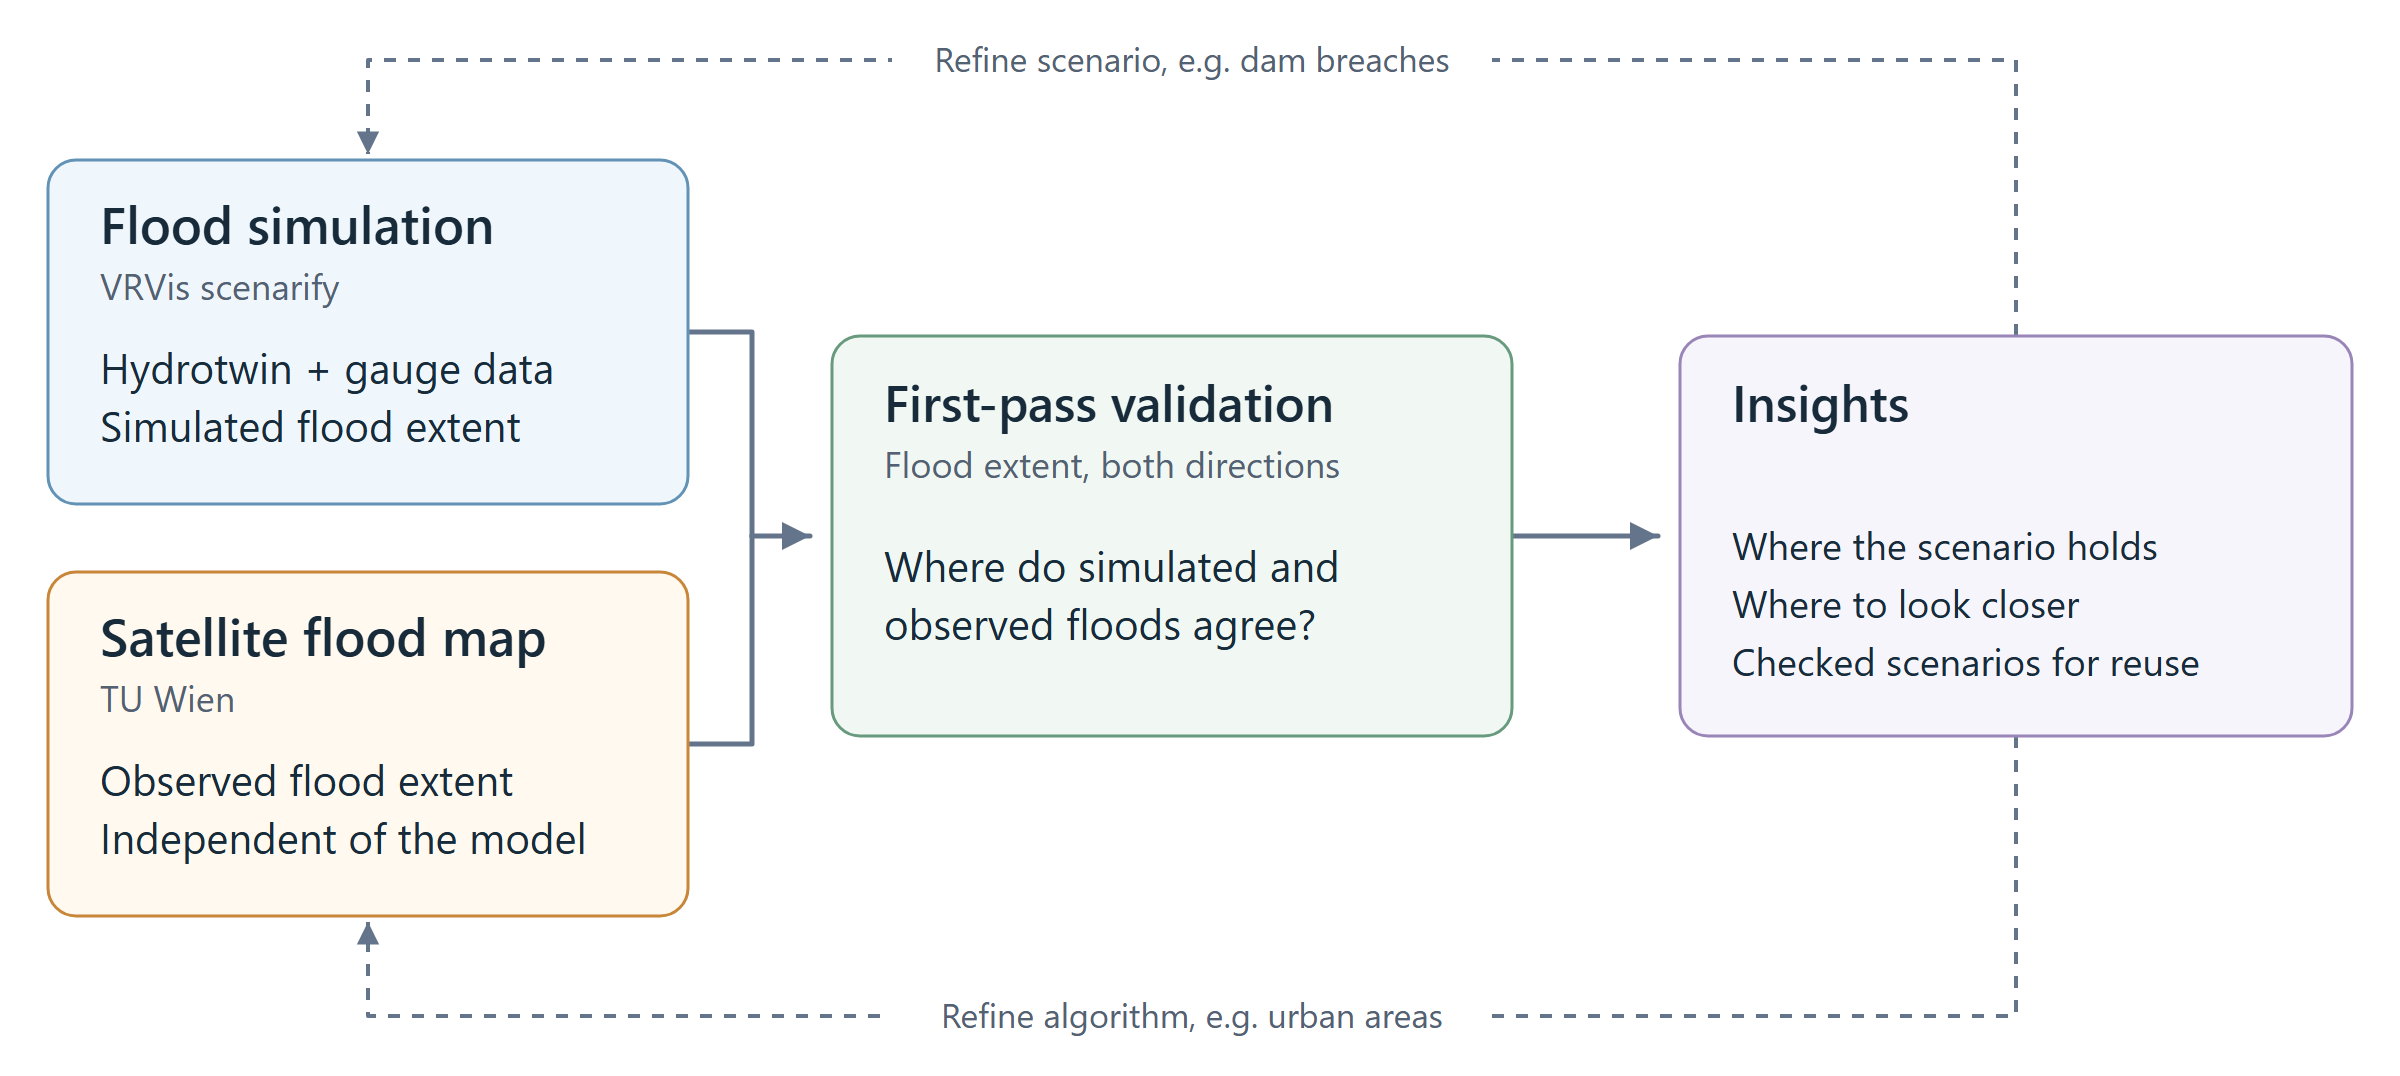 Refine scenario, e.g. dam breaches
Flood simulation
VRVis scenarify
Hydrotwin + gauge data
Simulated flood extent
Satellite flood map
TU Wien
Observed flood extent
Independent of the model
First-pass validation
Flood extent, both directions
Where do simulated and
observed floods agree?
Insights
Where the scenario holds
Where to look closer
Checked scenarios for reuse
Refine algorithm, e.g. urban areas